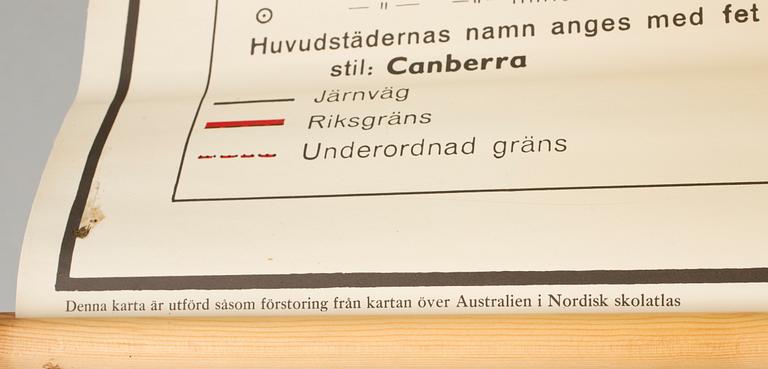 Huvudstädernas namn anges med fet
stil: Canberra
Järnväg
Riksgräns
Underordnad gräns
Denna karta är utförd såsom förstoring från kartan över Australien i Nordisk skolatlas